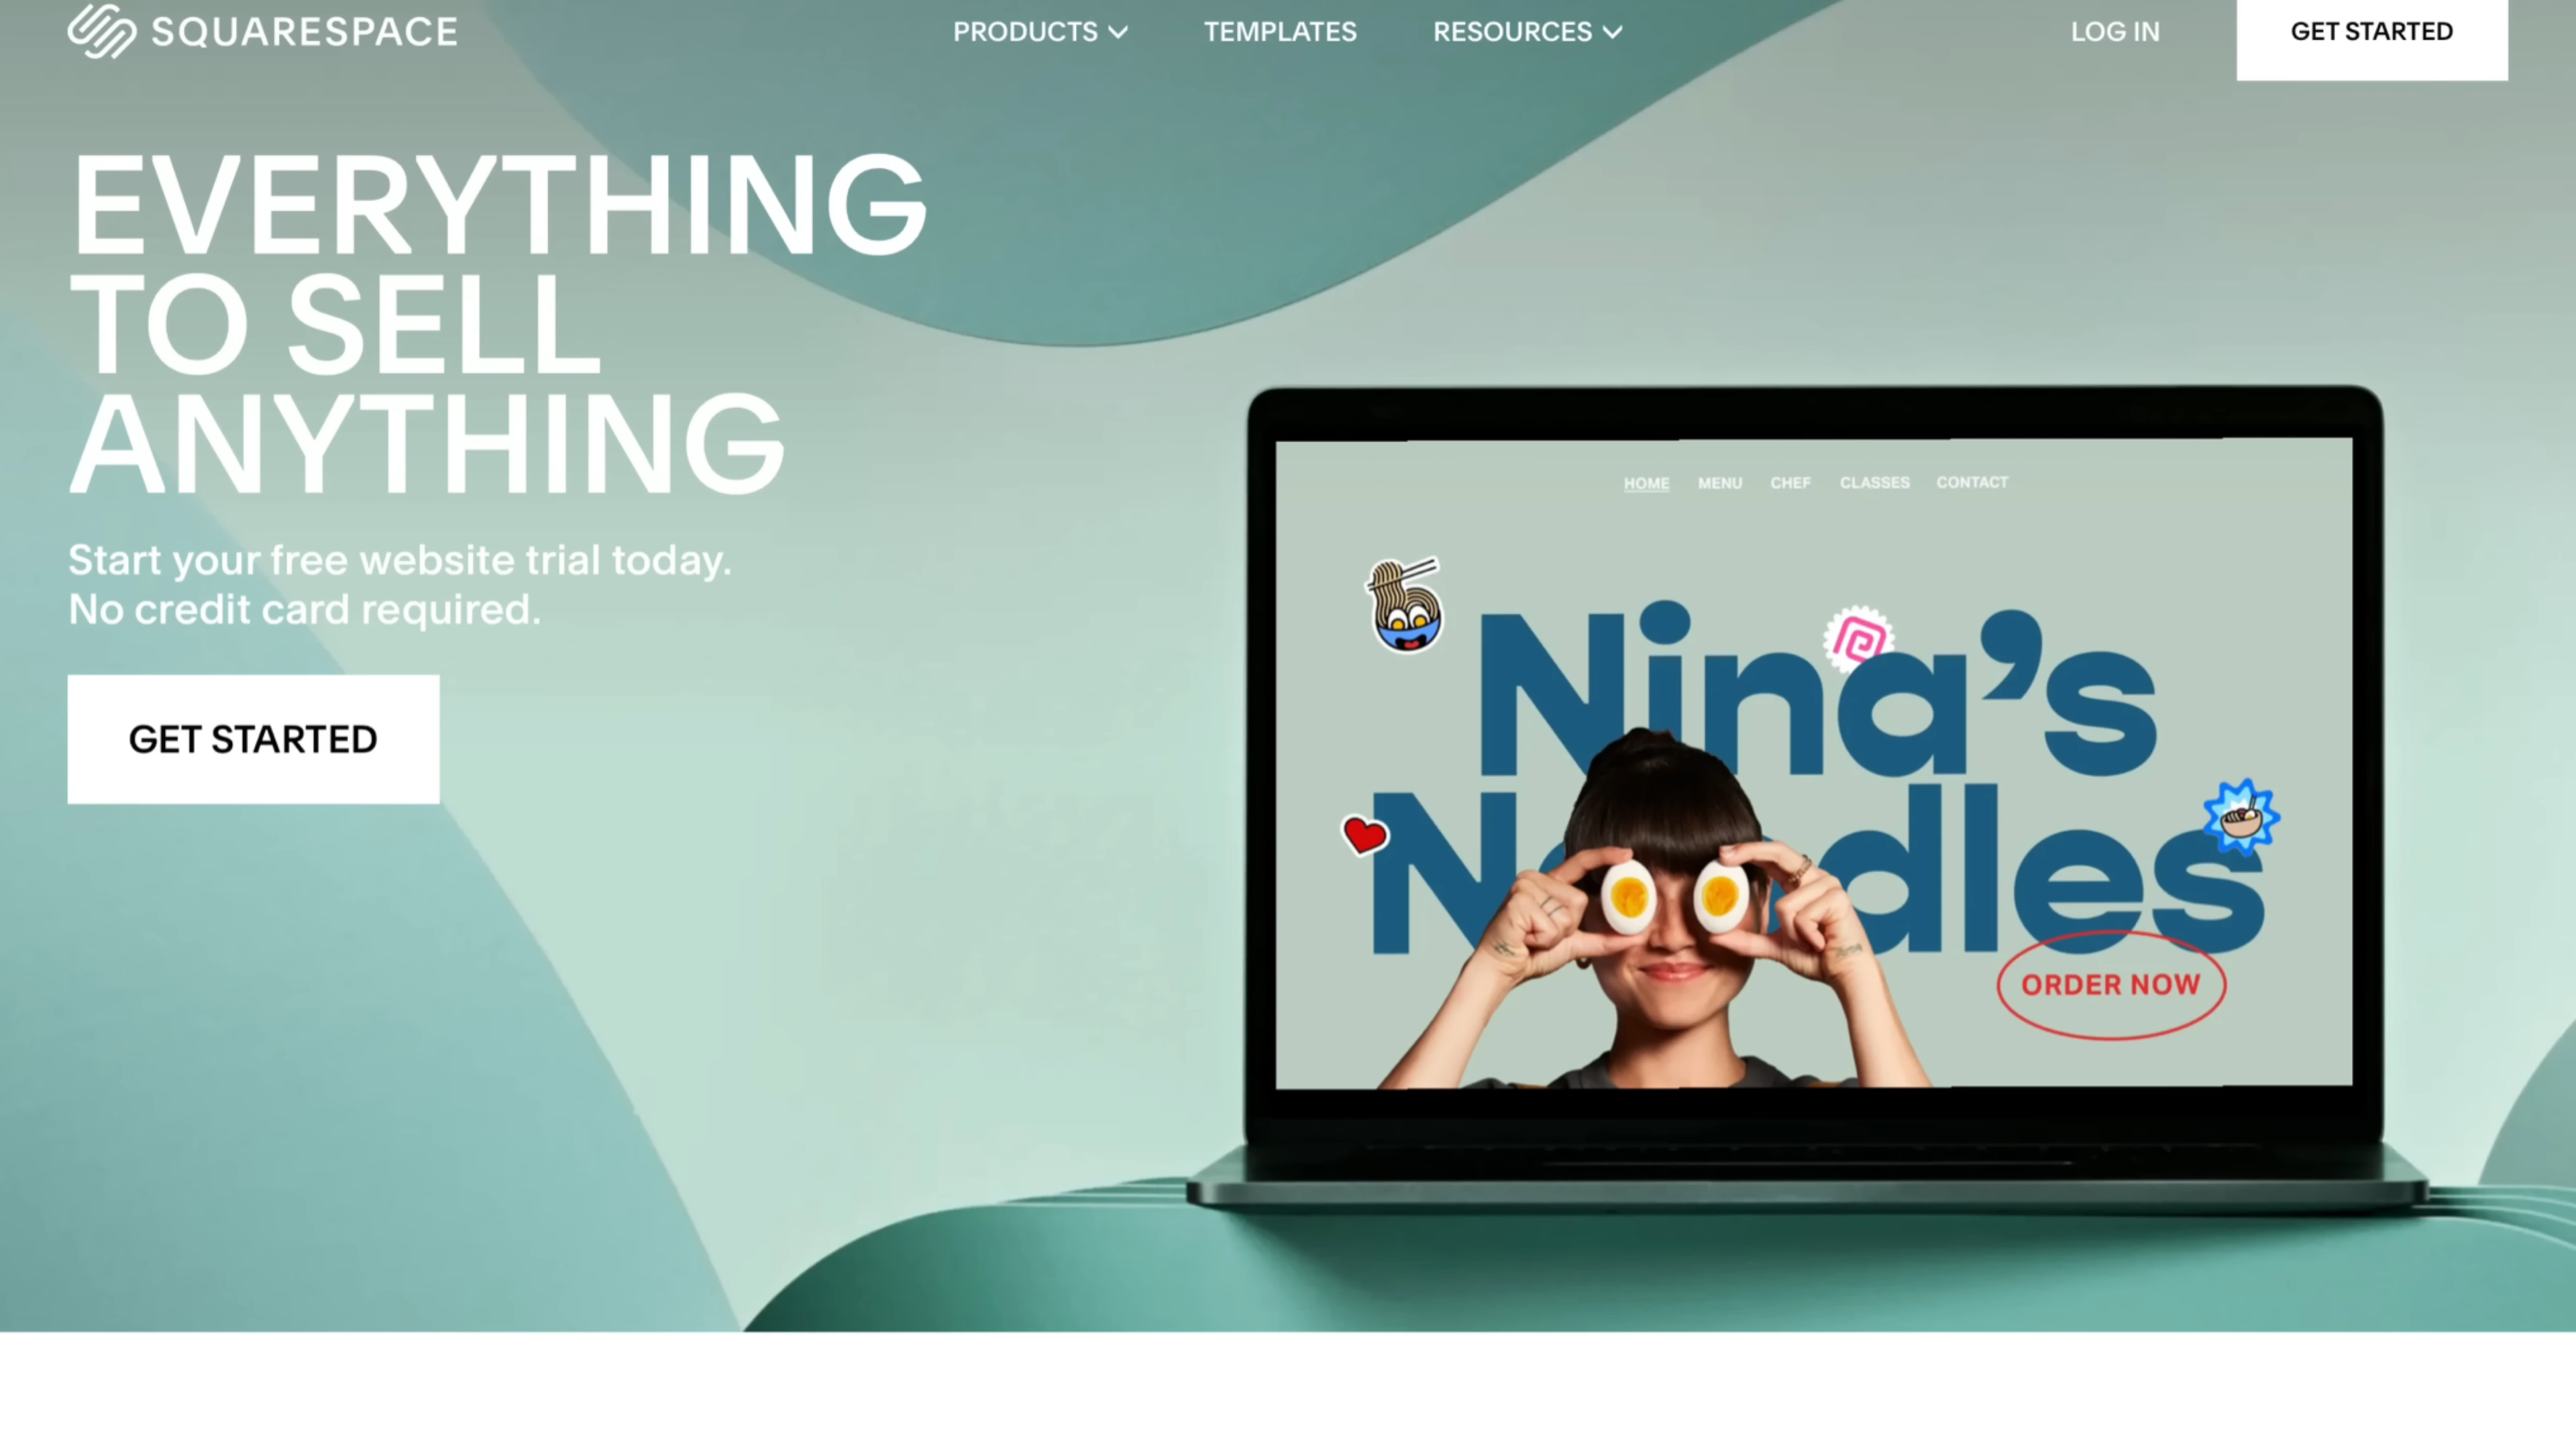 SQUARESPACE
PRODUCTS
TEMPLATES
RESOURCES
LOG IN
GET STARTED
EVERYTHING
TO SELL
ANYTHING
Start your free website trial today.
No credit card required.
GET STARTED
HOME MENU CHEF CLASSES CONTACT
Nina’s
Noodles
ORDER NOW